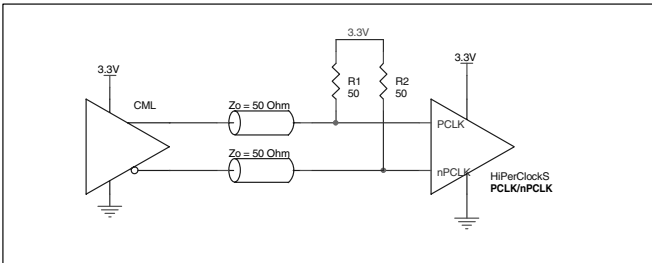 3.3V
3.3V
3.3V
R1
50
R2
50
CML
Zo = 50 Ohm
PCLK
Zo = 50 Ohm
nPCLK
HiPerClockS
PCLK/nPCLK